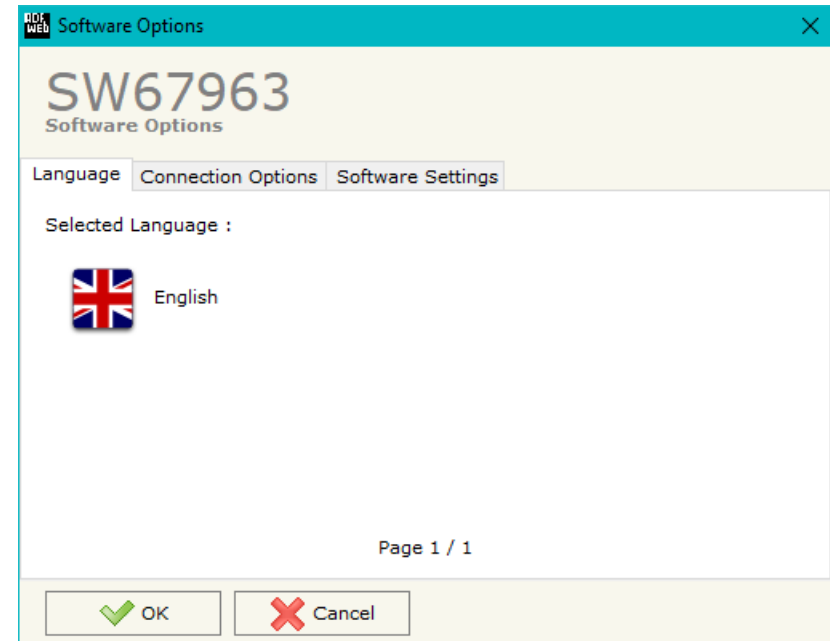 ADF
WEB
Software Options
SW67963
Software Options
Language
Connection Options
Software Settings
Selected Language :
English
Page 1 / 1
OK
Cancel